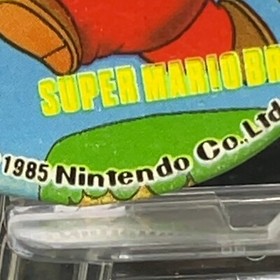 SUPER MARIO BR
1985 Nintendo Co., Ltd